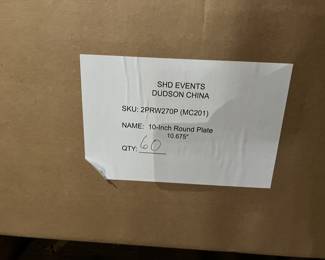 SHD EVENTS
DUDSON CHINA
SKU: 2PRW270P (MC201)
NAME: 10-Inch Round Plate
10.675"
QTY: 60